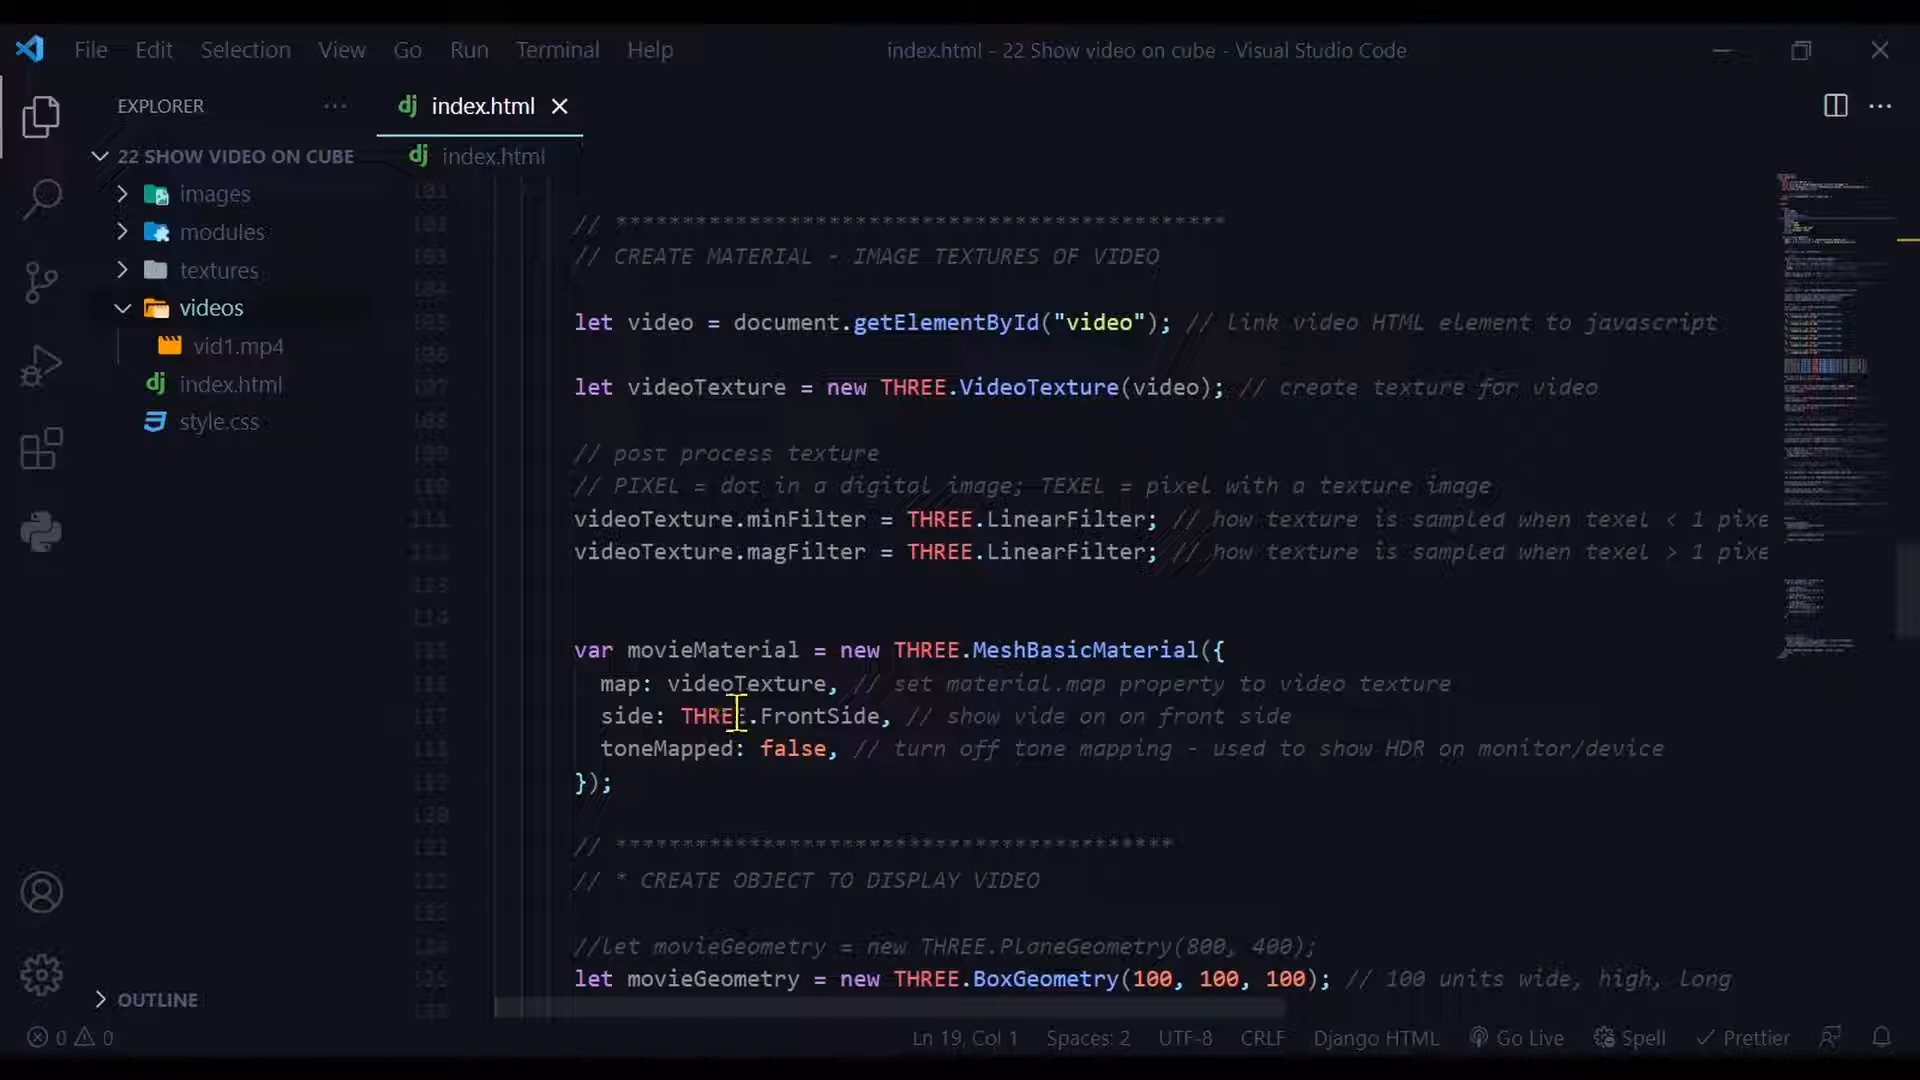 File Edit Selection View Go Run Terminal Help index.html - 22 Show video on cube - Visual Studio Code
EXPLORER
22 SHOW VIDEO ON CUBE
images
modules
textures
videos
vid1.mp4
index.html
style.css
OUTLINE
index.html
index.html
// **********************************************
// CREATE MATERIAL - IMAGE TEXTURES OF VIDEO
let video = document.getElementById("video"); // link video HTML element to javascript
let videoTexture = new THREE.VideoTexture(video); // create texture for video
// post process texture
// PIXEL = dot in a digital image; TEXEL = pixel with a texture image
videoTexture.minFilter = THREE.LinearFilter; // how texture is sampled when texel < 1 pixe
videoTexture.magFilter = THREE.LinearFilter; // how texture is sampled when texel > 1 pixe
var movieMaterial = new THREE.MeshBasicMaterial({
map: videoTexture, // set material.map property to video texture
side: THREE.FrontSide, // show vide on on front side
toneMapped: false, // turn off tone mapping - used to show HDR on monitor/device
});
// ******************************************
// * CREATE OBJECT TO DISPLAY VIDEO
//let movieGeometry = new THREE.PlaneGeometry(800, 400);
let movieGeometry = new THREE.BoxGeometry(100, 100, 100); // 100 units wide, high, Long
0 0 Ln 19, Col 1 Spaces: 2 UTF-8 CRLF Django HTML Go Live Spell Prettier